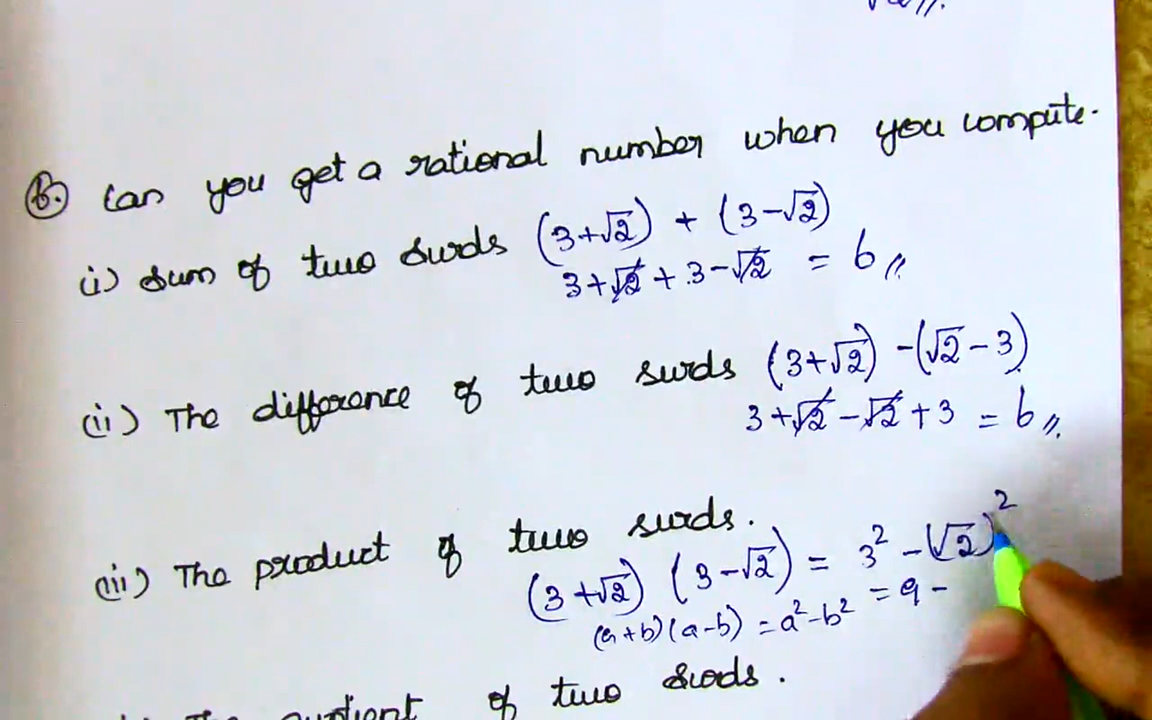 6. Can you get a rational number when you compute.
(i) Sum of two surds (3+√2) + (3-√2)
3+√2 + 3-√2 = 6 //
(ii) The difference of two surds (3+√2) -(√2-3)
3+√2 -√2 +3 = 6 //.
(iii) The product of two surds.
(3+√2) (3-√2) = 3² -(√2)²
(a+b)(a-b) = a²-b² = 9 -
The quotient of two surds.